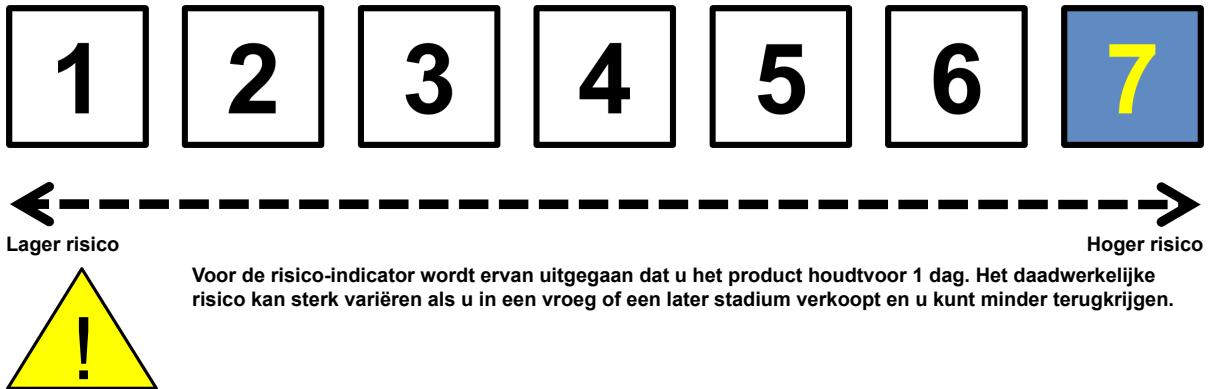 1 2 3 4 5 6 7
Lager risico Hoger risico
Voor de risico-indicator wordt ervan uitgegaan dat u het product houdtvoor 1 dag. Het daadwerkelijke
risico kan sterk variëren als u in een vroeg of een later stadium verkoopt en u kunt minder terugkrijgen.
!